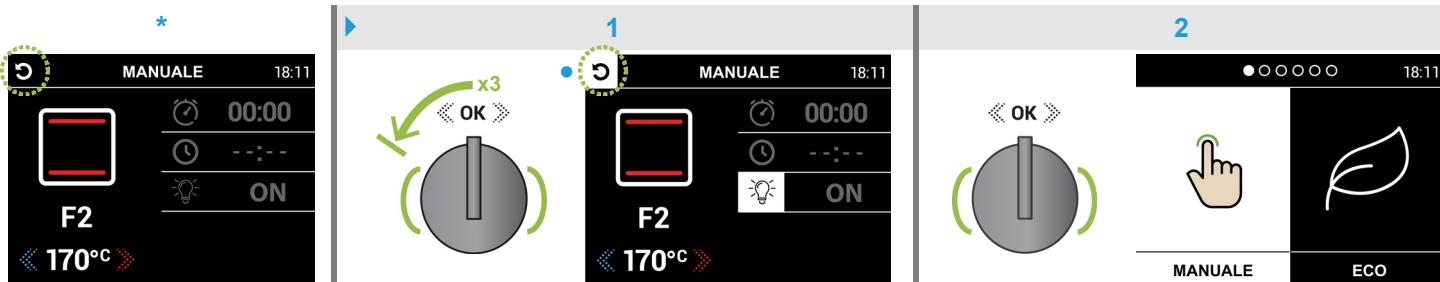 *
1
2
MANUALE 18:11
00:00
--:--
ON
F2
170°C
x3
OK
MANUALE 18:11
00:00
--:--
ON
F2
170°C
OK
18:11
MANUALE
ECO